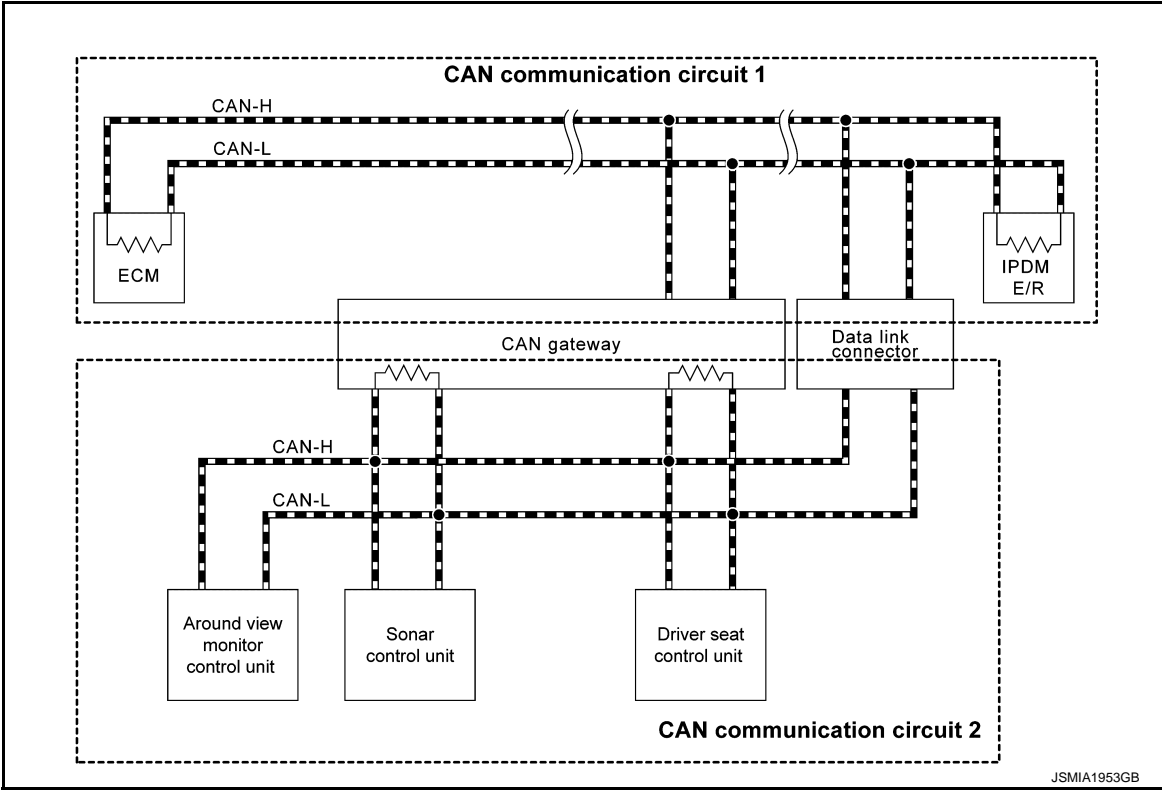 CAN communication circuit 1
CAN-H
CAN-L
ECM
IPDM
E/R
CAN gateway
Data link
connector
CAN-H
CAN-L
Around view
monitor
control unit
Sonar
control unit
Driver seat
control unit
CAN communication circuit 2
JSMIA1953GB